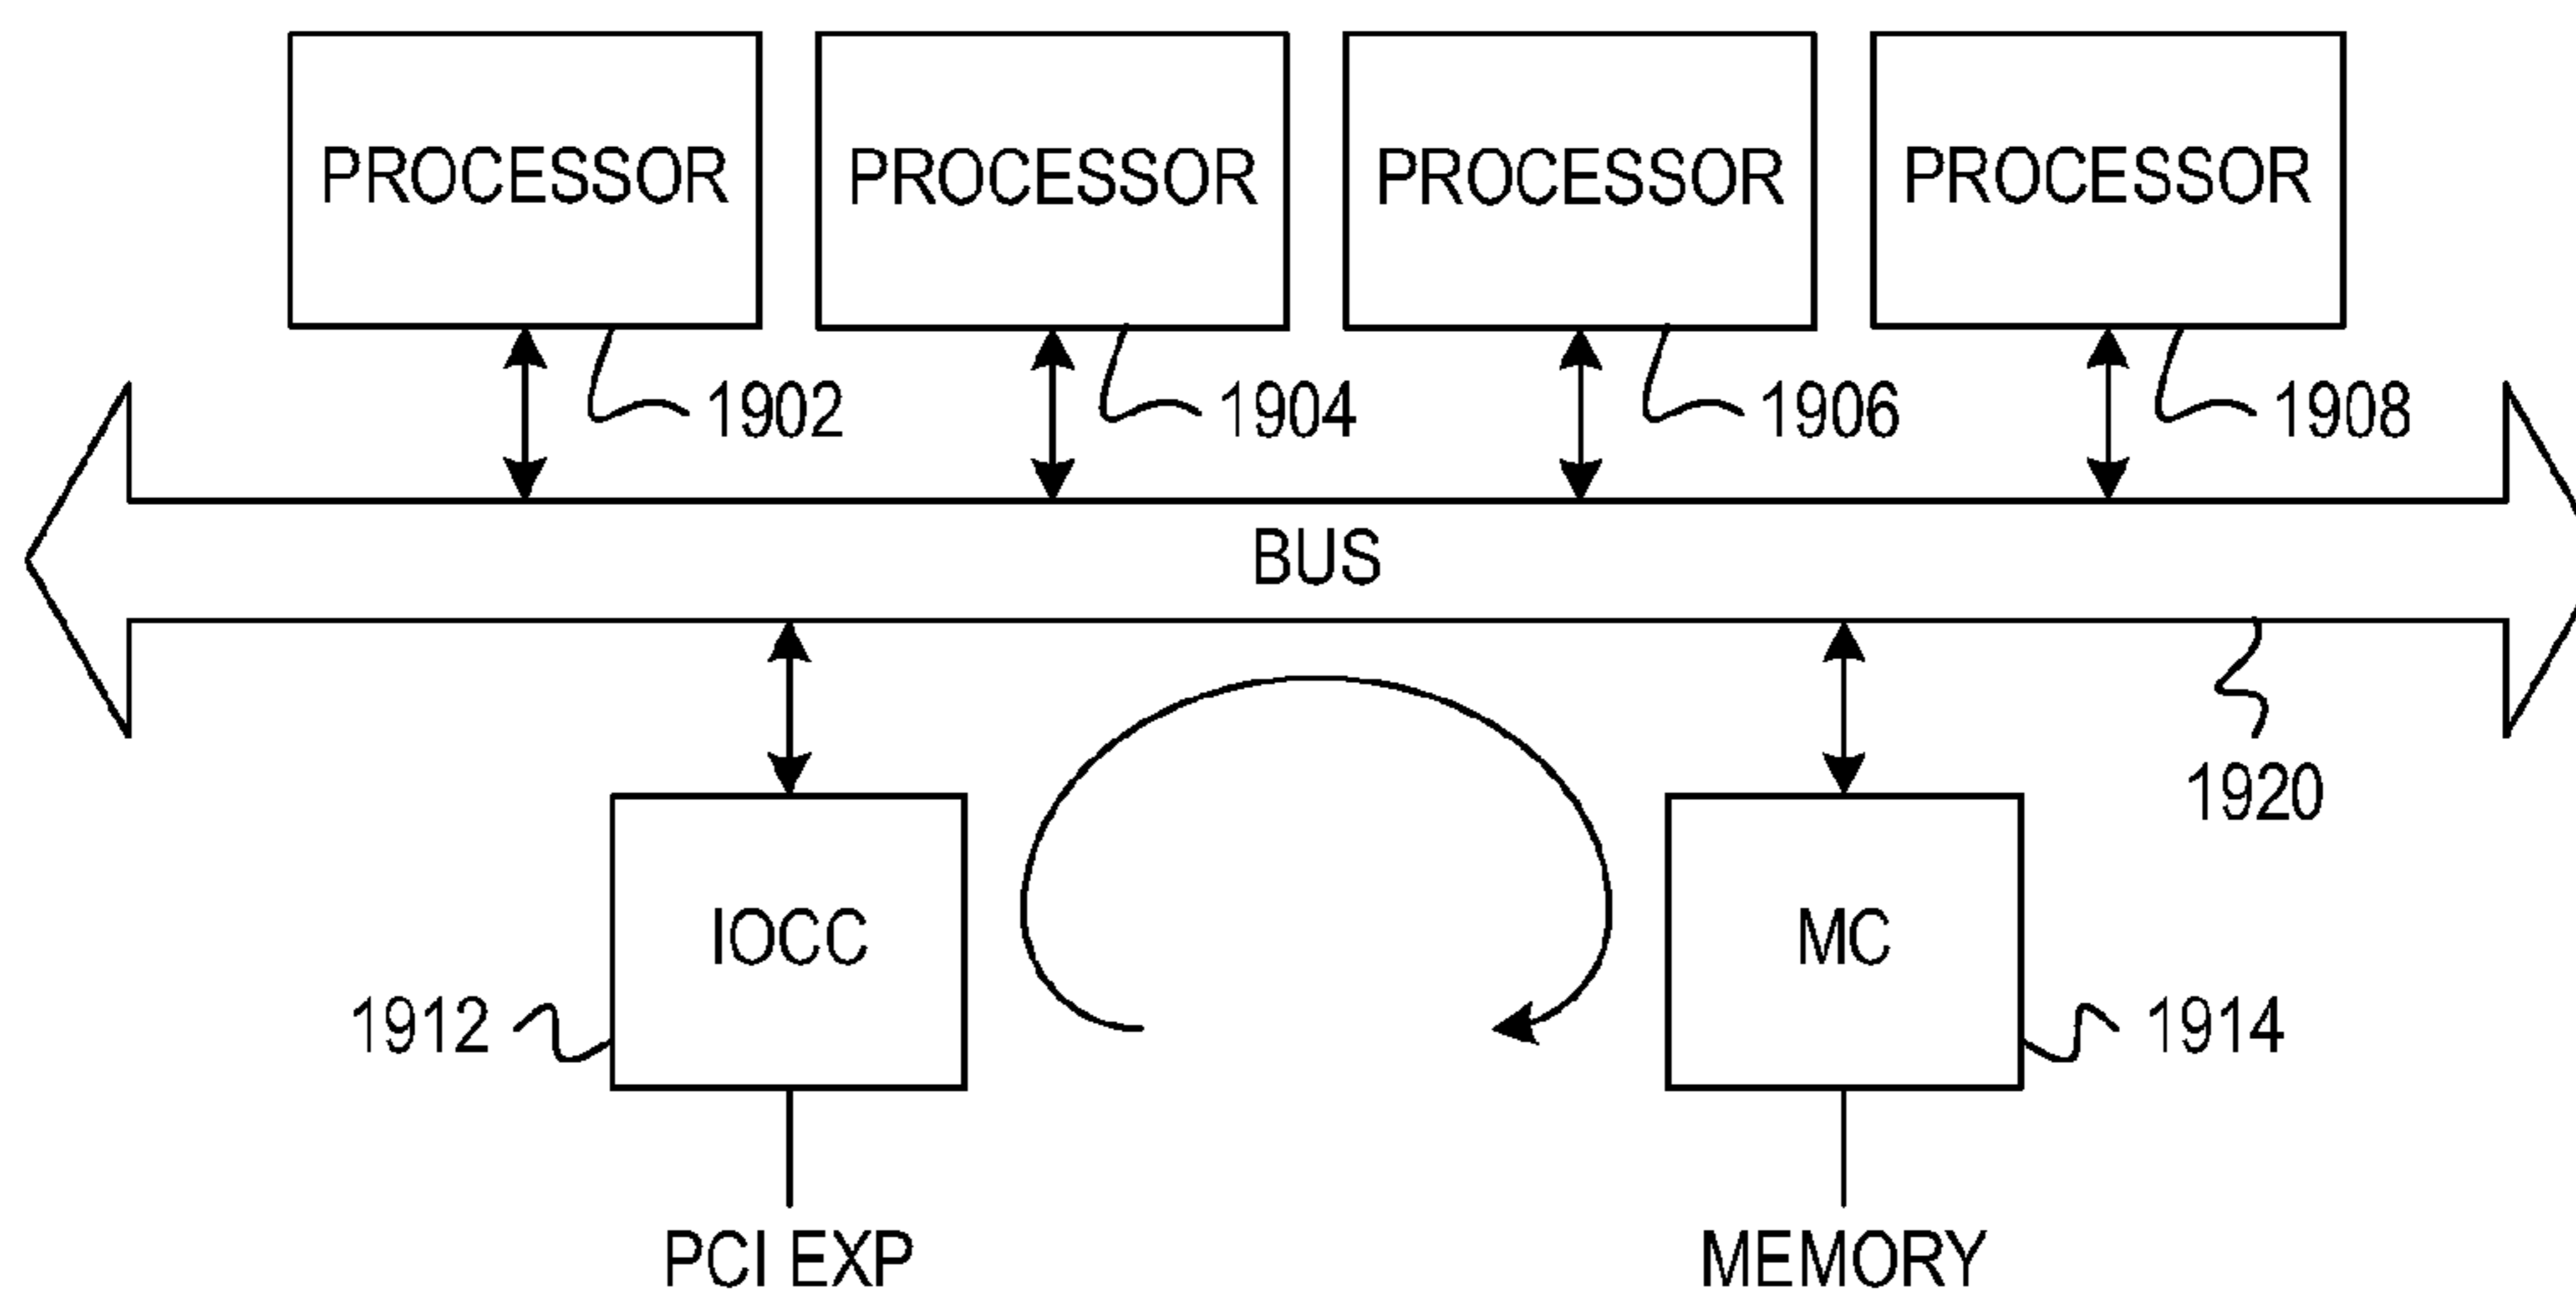 PROCESSOR PROCESSOR PROCESSOR PROCESSOR
1902 1904 1906 1908
BUS
1920
IOCC MC
1912 1914
PCI EXP MEMORY